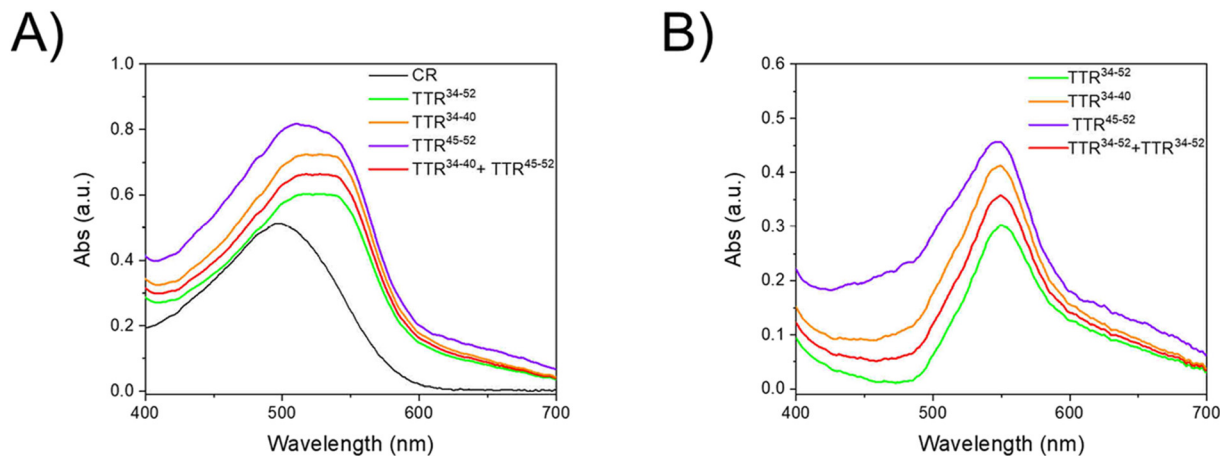 A)
1.0
0.8
0.6
0.4
0.2
0.0
Abs (a.u.)
400
500
600
700
Wavelength (nm)
CR
TTR34-52
TTR34-40
TTR45-52
TTR34-40+ TTR45-52
B)
0.6
0.5
0.4
0.3
0.2
0.1
0.0
Abs (a.u.)
400
500
600
700
Wavelength (nm)
TTR34-52
TTR34-40
TTR45-52
TTR34-52+TTR34-52